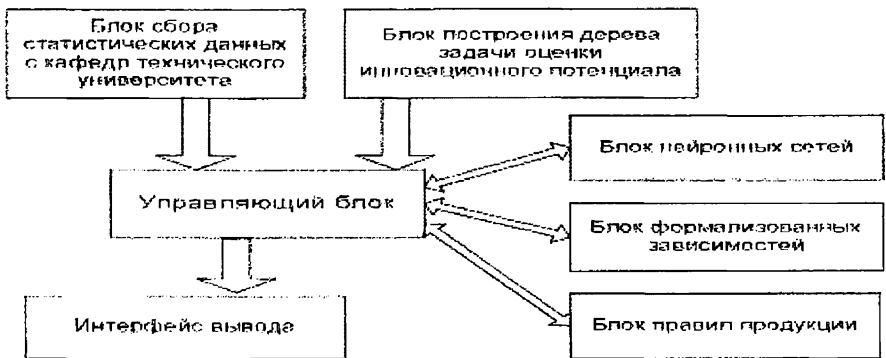 Блок сбора
статистических данных
с кафедр технического
университета
Блок построения дерева
задачи оценки
инновационного потенциала
Блок нейронных сетей
Управляющий блок
Блок формализованных
зависимостей
Интерфейс вывода
Блок правил продукции